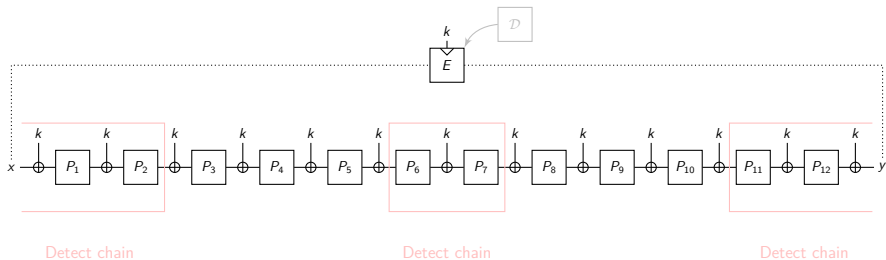 𝒟
k
E
k k k k k k k k k k k k k
x P₁ P₂ P₃ P₄ P₅ P₆ P₇ P₈ P₉ P₁₀ P₁₁ P₁₂ y
Detect chain Detect chain Detect chain